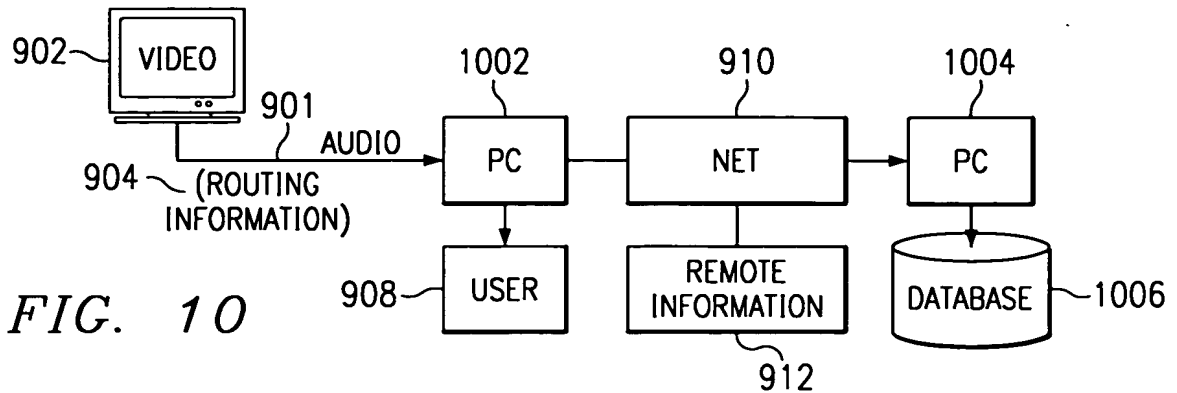 902
VIDEO
901
904
AUDIO
(ROUTING
INFORMATION)
1002
PC
910
NET
1004
PC
908
USER
REMOTE
INFORMATION
912
DATABASE
1006
FIG. 10